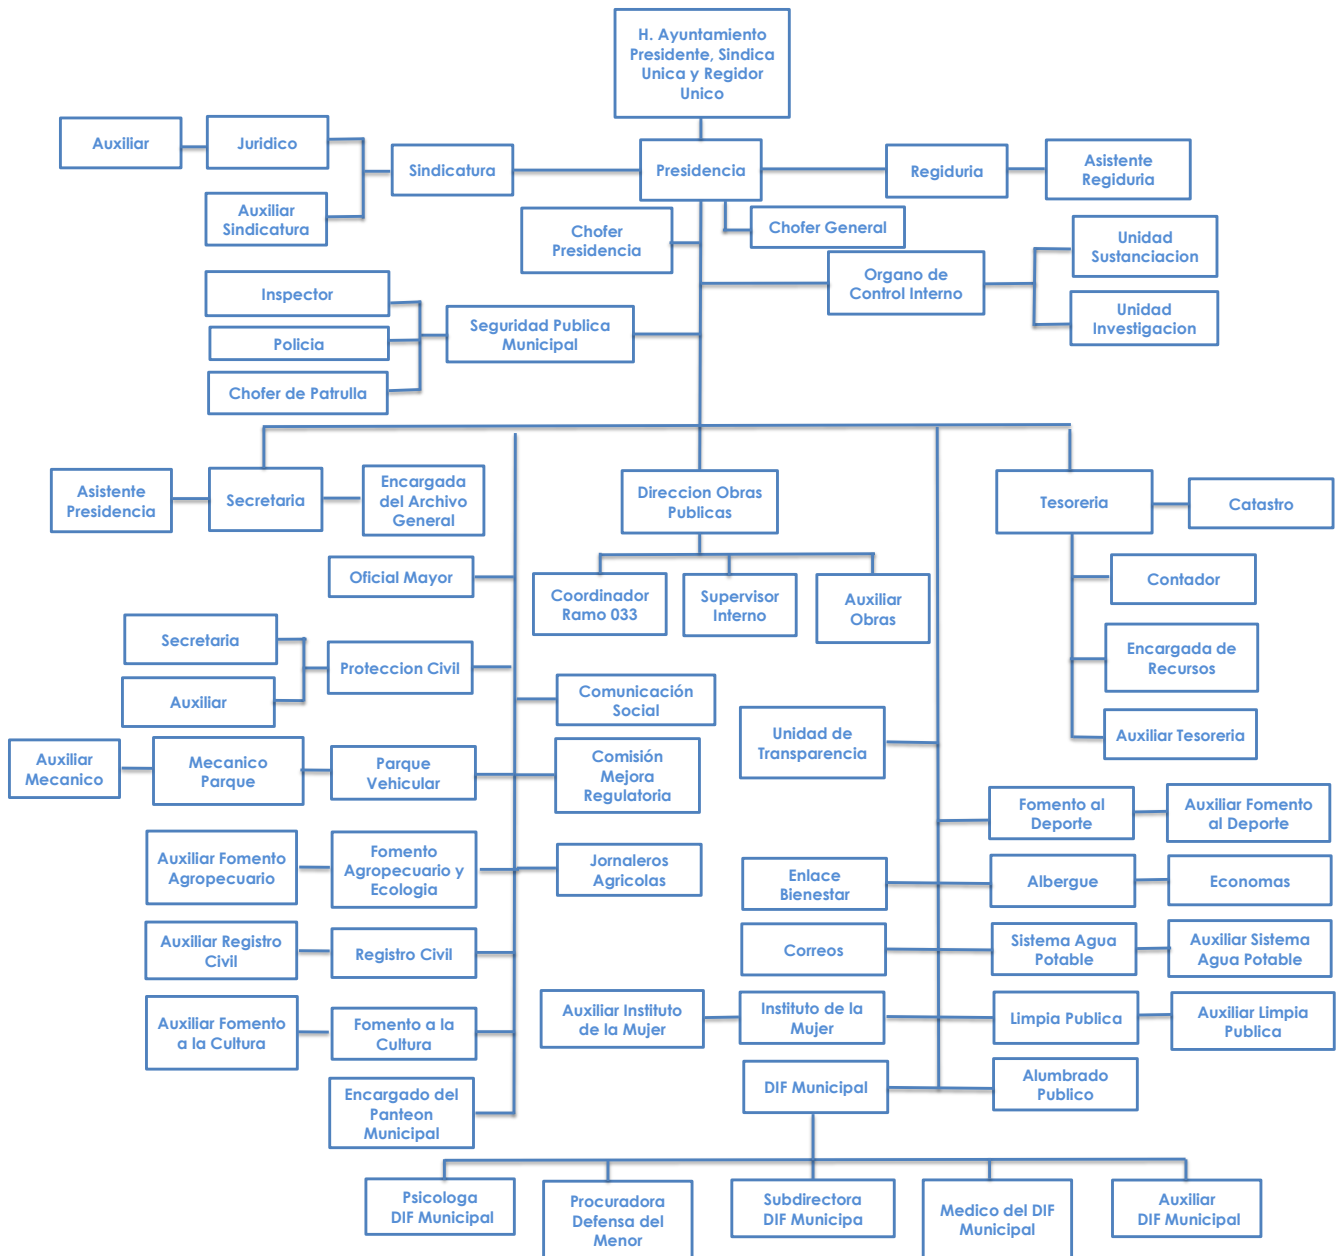 H. Ayuntamiento
Presidente, Sindica
Unica y Regidor
Unico
Auxiliar
Juridico
Sindicatura
Presidencia
Regiduria
Asistente
Regiduria
Auxiliar
Sindicatura
Chofer
Presidencia
Chofer General
Unidad
Sustanciacion
Organo de
Control Interno
Unidad
Investigacion
Inspector
Policia
Chofer de Patrulla
Seguridad Publica
Municipal
Asistente
Presidencia
Secretaria
Encargada
del Archivo
General
Direccion Obras
Publicas
Tesoreria
Catastro
Oficial Mayor
Coordinador
Ramo 033
Supervisor
Interno
Auxiliar
Obras
Contador
Secretaria
Auxiliar
Proteccion Civil
Encargada de
Recursos
Comunicación
Social
Unidad de
Transparencia
Auxiliar Tesoreria
Auxiliar
Mecanico
Mecanico
Parque
Parque
Vehicular
Comisión
Mejora
Regulatoria
Fomento al
Deporte
Auxiliar Fomento
al Deporte
Auxiliar Fomento
Agropecuario
Fomento
Agropecuario y
Ecologia
Jornaleros
Agricolas
Enlace
Bienestar
Albergue
Economas
Auxiliar Registro
Civil
Registro Civil
Correos
Sistema Agua
Potable
Auxiliar Sistema
Agua Potable
Auxiliar Fomento
a la Cultura
Fomento a la
Cultura
Auxiliar Instituto
de la Mujer
Instituto de la
Mujer
Limpia Publica
Auxiliar Limpia
Publica
Encargado del
Panteon
Municipal
DIF Municipal
Alumbrado
Publico
Psicologa
DIF Municipal
Procuradora
Defensa del
Menor
Subdirectora
DIF Municipa
Medico del DIF
Municipal
Auxiliar
DIF Municipal